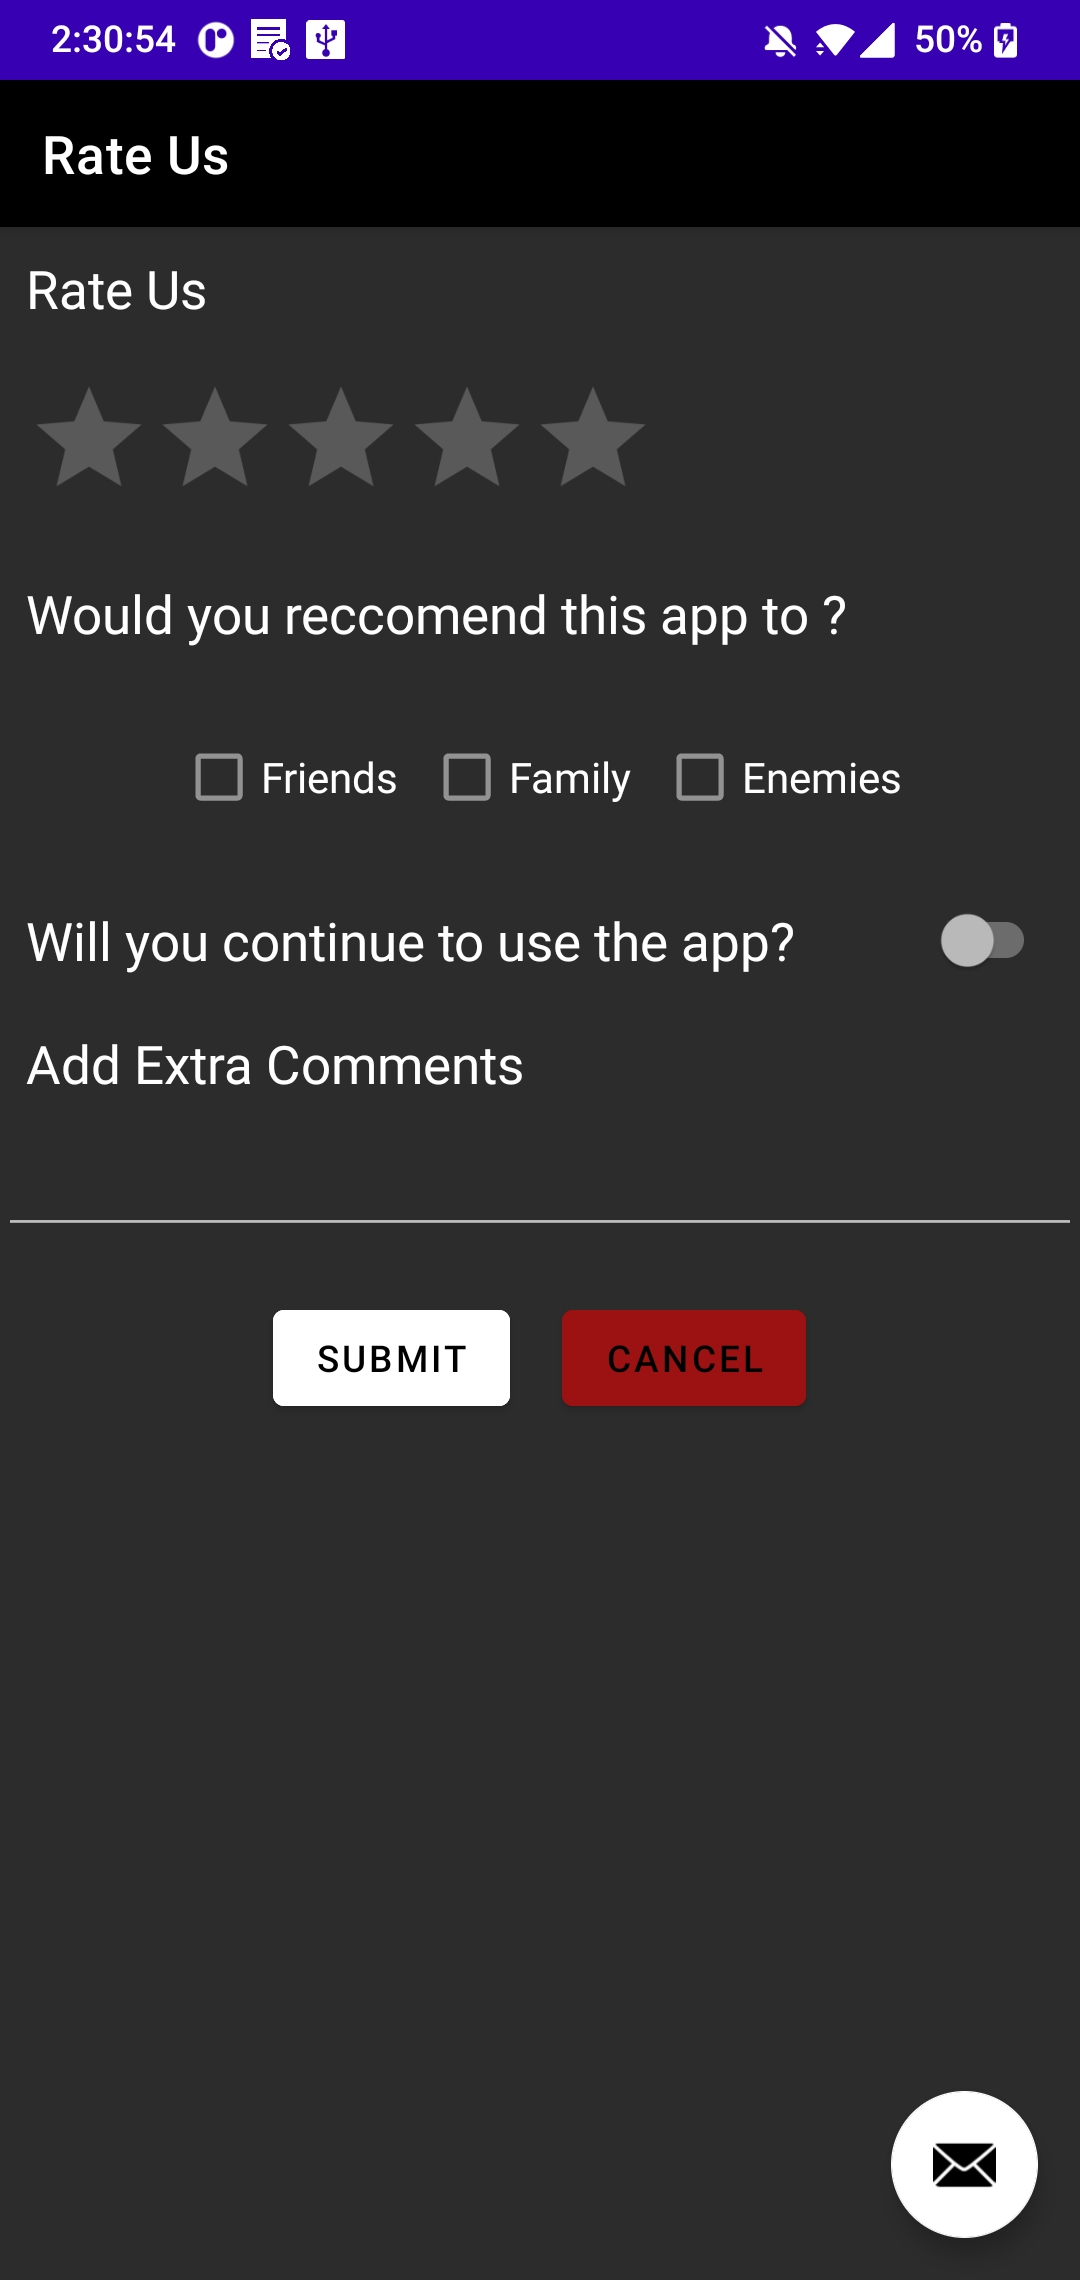 2:30:54 50%
Rate Us
Rate Us
Would you reccomend this app to ?
Friends Family Enemies
Will you continue to use the app?
Add Extra Comments
SUBMIT CANCEL